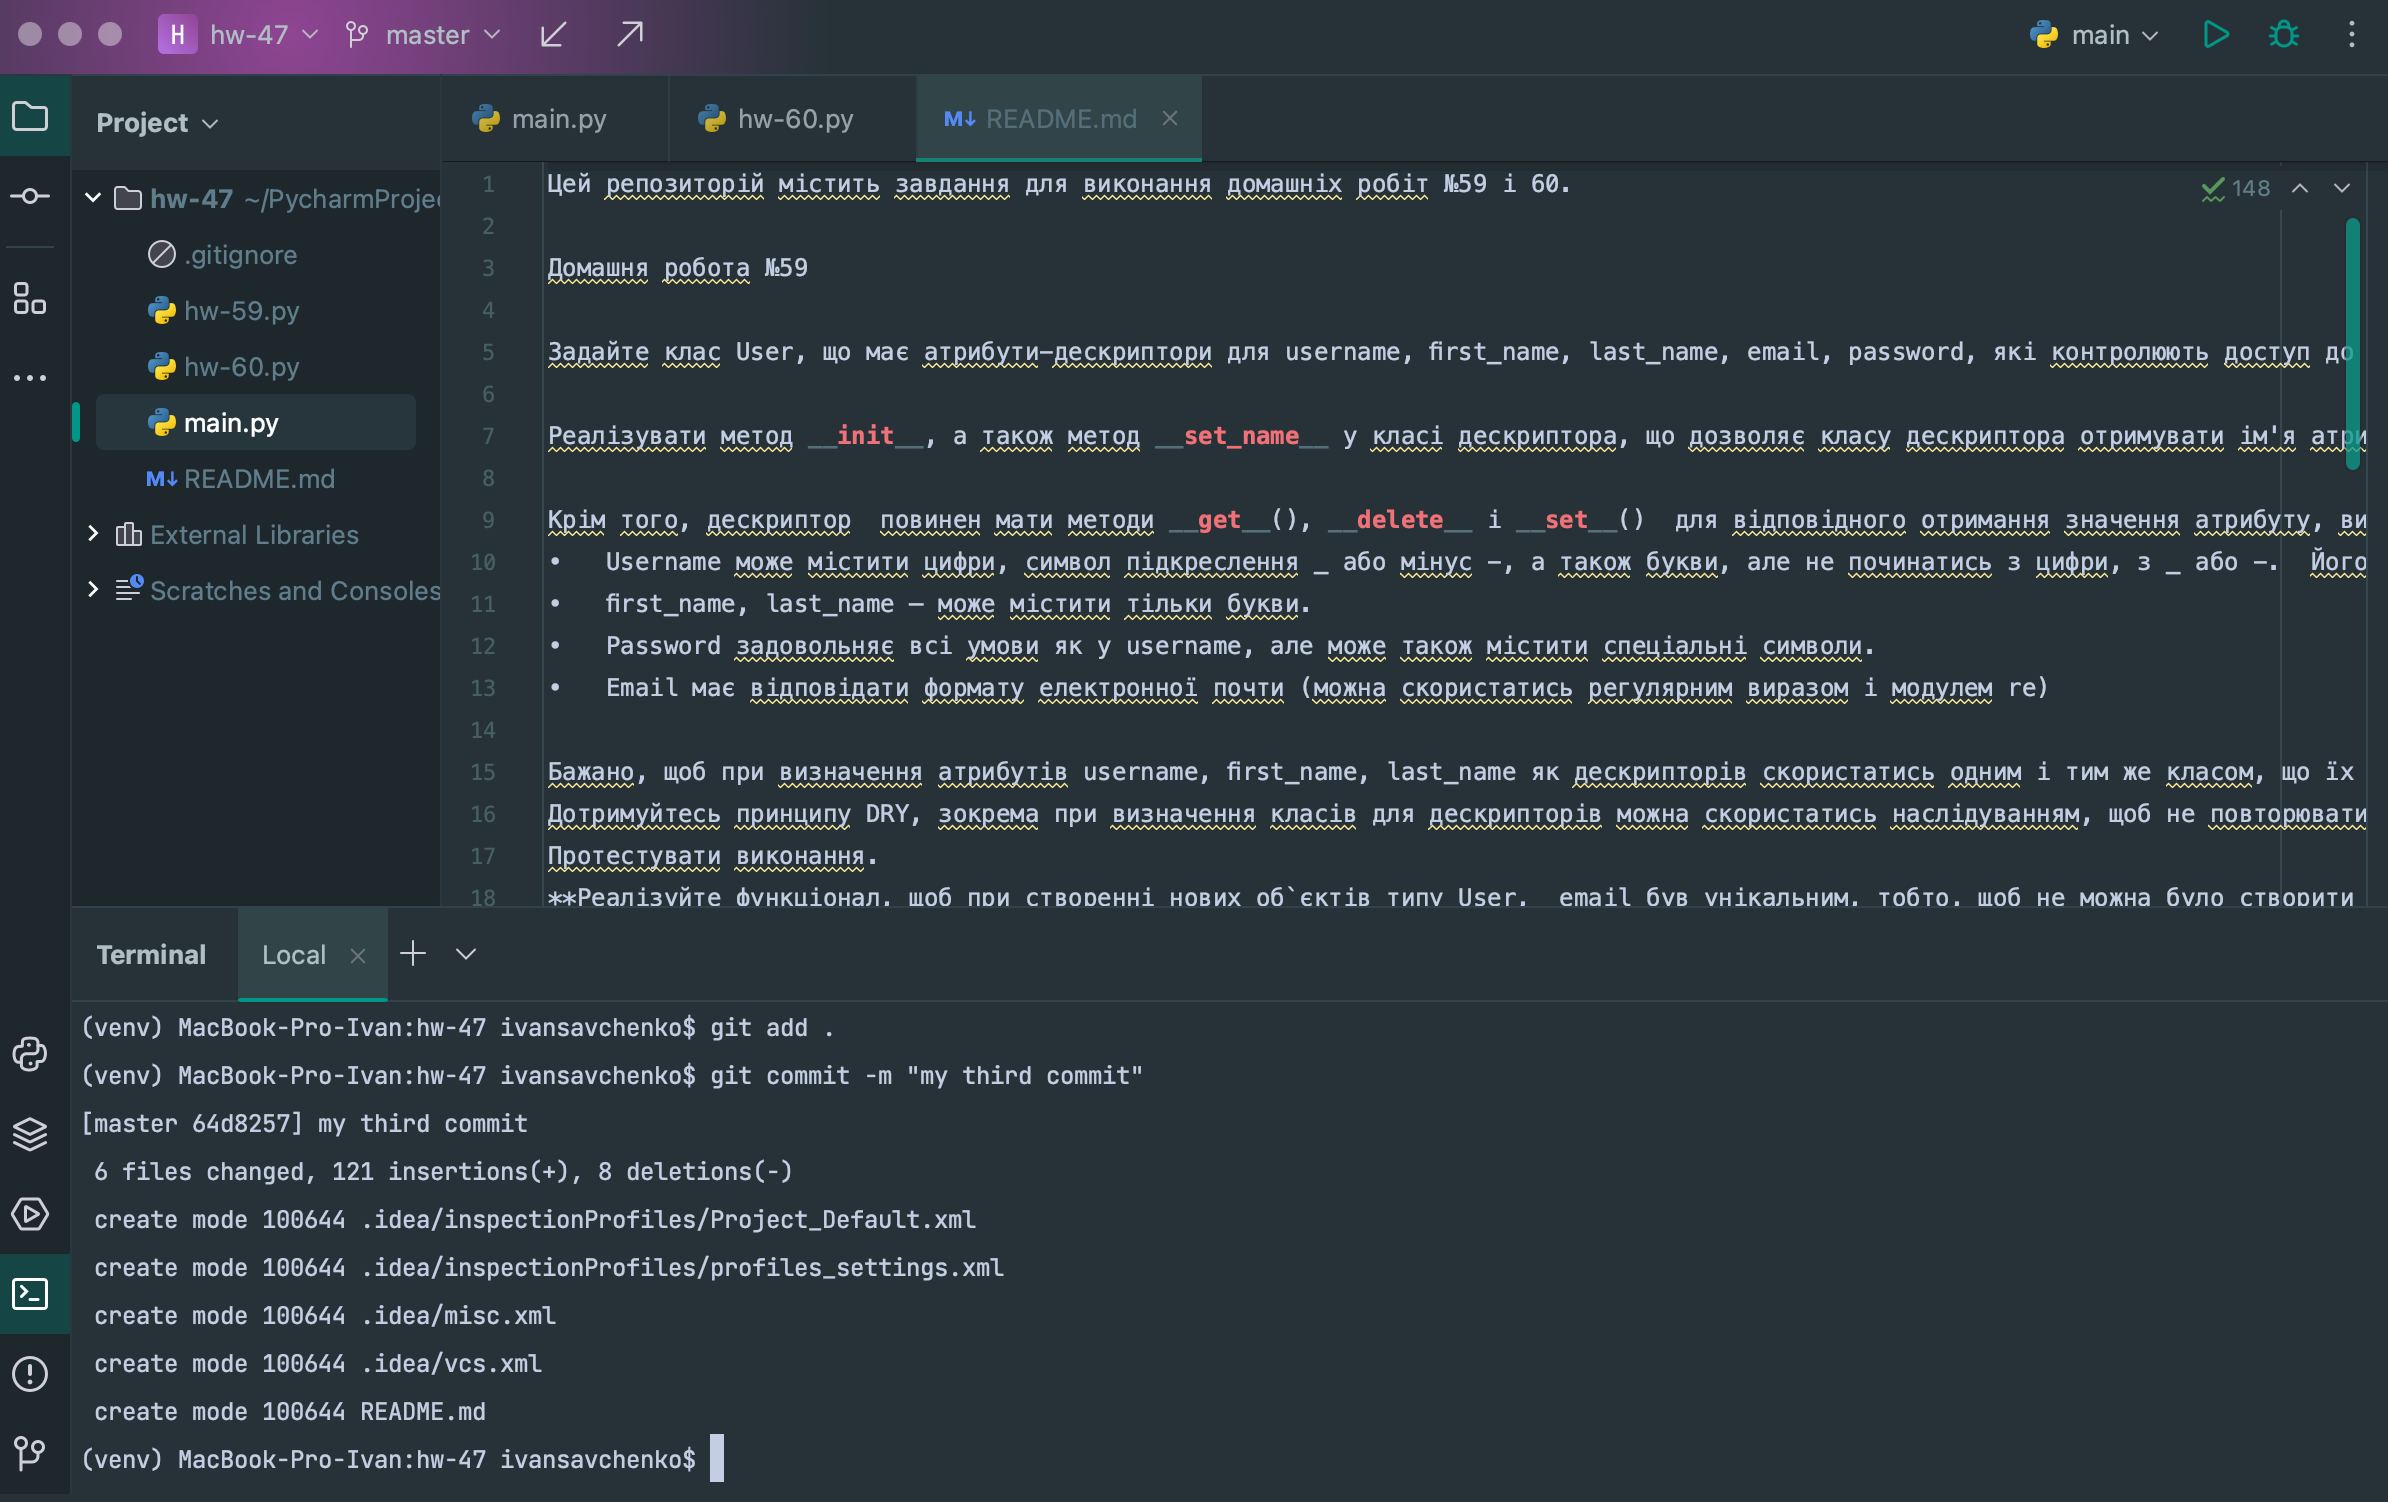 H hw-47 master main
Project
main.py hw-60.py M↓ README.md
hw-47 ~/PycharmProje
.gitignore
hw-59.py
hw-60.py
main.py
M↓ README.md
External Libraries
Scratches and Consoles
148
1 Цей репозиторій містить завдання для виконання домашніх робіт №59 і 60.
2
3 Домашня робота №59
4
5 Задайте клас User, що має атрибути-дескриптори для username, first_name, last_name, email, password, які контролюють доступ до
6
7 Реалізувати метод __init__, а також метод __set_name__ у класі дескриптора, що дозволяє класу дескриптора отримувати ім'я атри
8
9 Крім того, дескриптор  повинен мати методи __get__(), __delete__ і __set__()  для відповідного отримання значення атрибуту, ви
10 •   Username може містити цифри, символ підкреслення _ або мінус -, а також букви, але не починатись з цифри, з _ або -.  Його
11 •   first_name, last_name – може містити тільки букви.
12 •   Password задовольняє всі умови як у username, але може також містити спеціальні символи.
13 •   Email має відповідати формату електронної почти (можна скористатись регулярним виразом і модулем re)
14
15 Бажано, щоб при визначення атрибутів username, first_name, last_name як дескрипторів скористатись одним і тим же класом, що їх
16 Дотримуйтесь принципу DRY, зокрема при визначення класів для дескрипторів можна скористатись наслідуванням, щоб не повторювати
17 Протестувати виконання.
18 **Реалізуйте функціонал, щоб при створенні нових об`єктів типу User,  email був унікальним, тобто, щоб не можна було створити
Terminal Local
(venv) MacBook-Pro-Ivan:hw-47 ivansavchenko$ git add .
(venv) MacBook-Pro-Ivan:hw-47 ivansavchenko$ git commit -m "my third commit"
[master 64d8257] my third commit
 6 files changed, 121 insertions(+), 8 deletions(-)
 create mode 100644 .idea/inspectionProfiles/Project_Default.xml
 create mode 100644 .idea/inspectionProfiles/profiles_settings.xml
 create mode 100644 .idea/misc.xml
 create mode 100644 .idea/vcs.xml
 create mode 100644 README.md
(venv) MacBook-Pro-Ivan:hw-47 ivansavchenko$